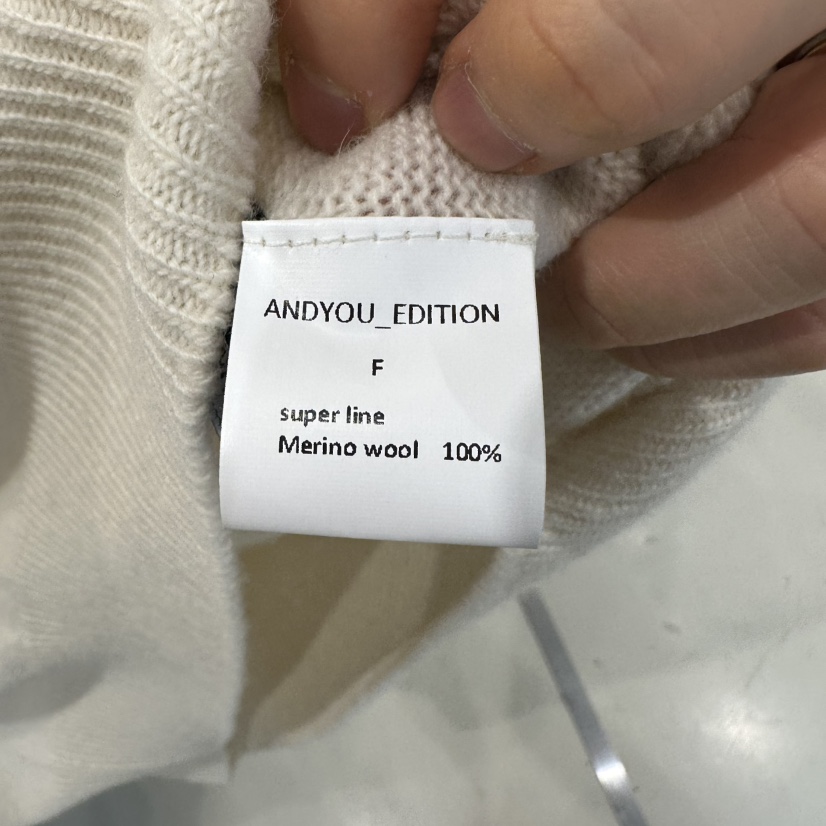 ANDYOU_EDITION
F
super line
Merino wool 100%